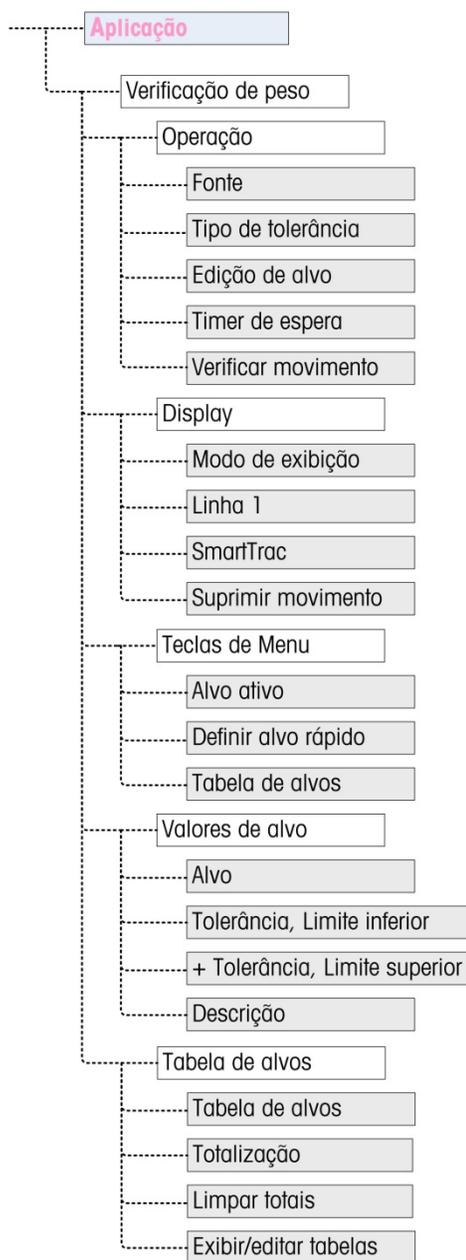 Aplicação
Verificação de peso
Operação
Fonte
Tipo de tolerância
Edição de alvo
Timer de espera
Verificar movimento
Display
Modo de exibição
Linha 1
SmartTrac
Suprimir movimento
Teclas de Menu
Alvo ativo
Definir alvo rápido
Tabela de alvos
Valores de alvo
Alvo
Tolerância, Limite inferior
+ Tolerância, Limite superior
Descrição
Tabela de alvos
Tabela de alvos
Totalização
Limpar totais
Exibir/editar tabelas